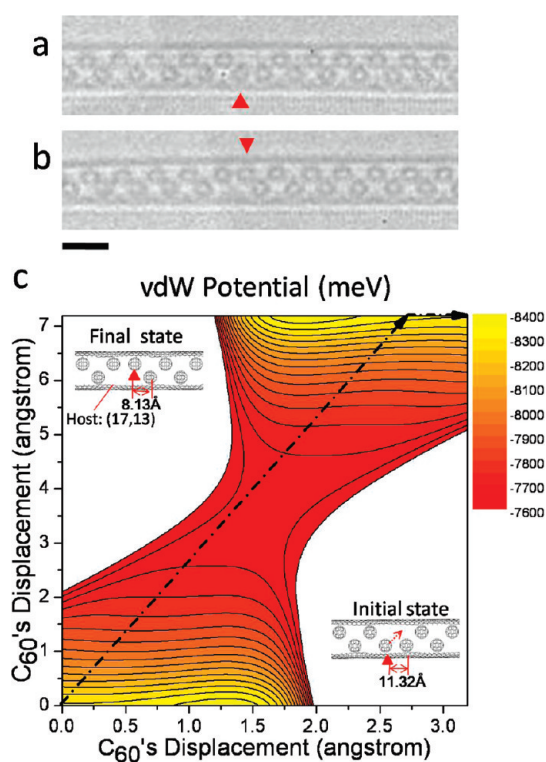 a
b
c
vdW Potential (meV)
C60's Displacement (angstrom)
7
6
5
4
3
2
1
0
Final state
8.13Å
Host: (17,13)
-8400
-8200
-8000
-7900
-7800
-7700
-7600
Initial state
11.32Å
0.0
0.5
1.0
1.5
2.0
2.5
3.0
C60's Displacement (angstrom)